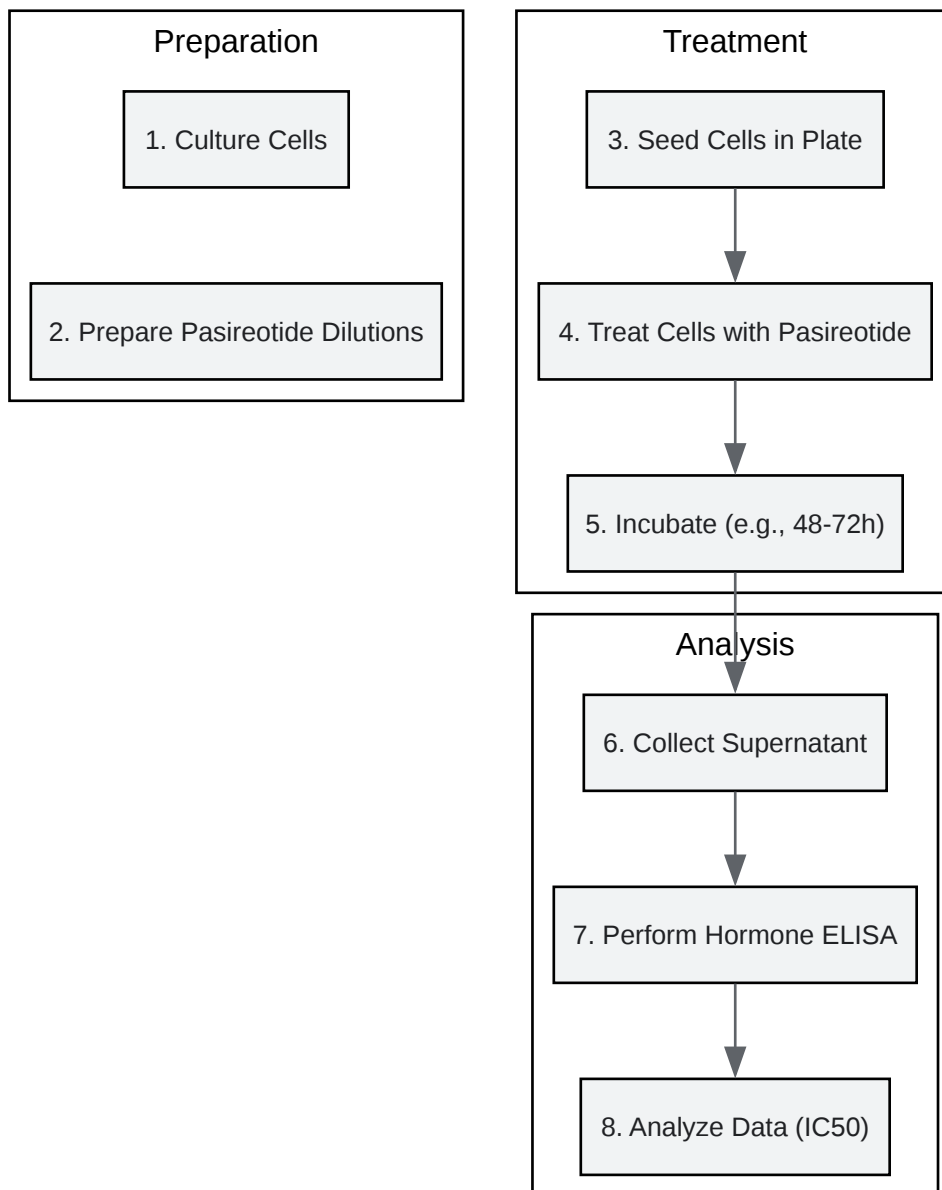 Preparation
1. Culture Cells
2. Prepare Pasireotide Dilutions
Treatment
3. Seed Cells in Plate
4. Treat Cells with Pasireotide
5. Incubate (e.g., 48-72h)
Analysis
6. Collect Supernatant
7. Perform Hormone ELISA
8. Analyze Data (IC50)